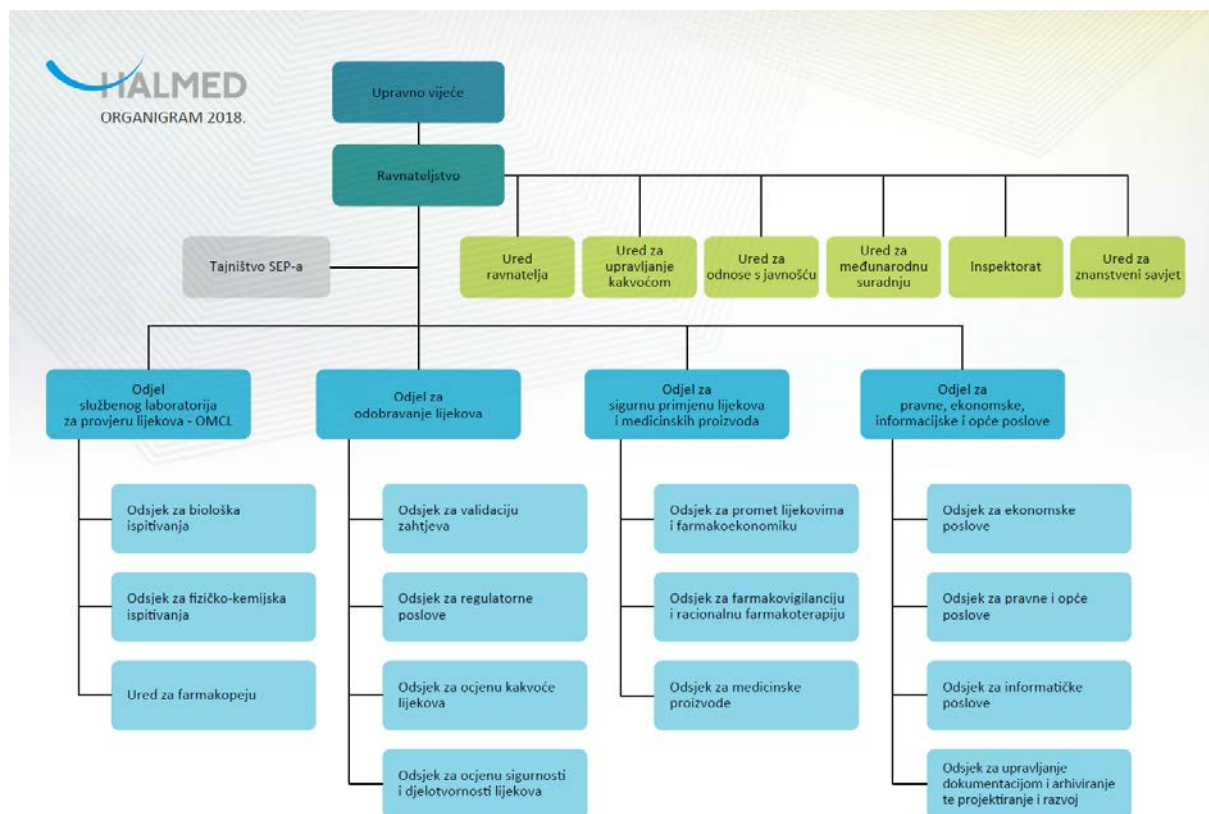 HALMED
ORGANIGRAM 2018.
Upravno vijeće
Ravnateljstvo
Tajništvo SEP-a
Ured
ravnatelja
Ured za
upravljanje
kakvoćom
Ured za
odnose s javnošću
Ured za
međunarodnu
suradnju
Inspektorat
Ured za
znanstveni savjet
Odjel
službenog laboratorija
za provjeru lijekova - OMCL
Odjel za
odobravanje lijekova
Odjel za
sigurnu primjenu lijekova
i medicinskih proizvoda
Odjel za
pravne, ekonomske,
informacijske i opće poslove
Odsjek za biološka
ispitivanja
Odsjek za fizičko-kemijska
ispitivanja
Ured za farmakopeju
Odsjek za validaciju
zahtjeva
Odsjek za regulatorne
poslove
Odsjek za ocjenu kakvoće
lijekova
Odsjek za ocjenu sigurnosti
i djelotvornosti lijekova
Odsjek za promet lijekovima
i farmakoekonomiku
Odsjek za farmakovigilanciju
i racionalnu farmakoterapiju
Odsjek za medicinske
proizvode
Odsjek za ekonomske
poslove
Odsjek za pravne i opće
poslove
Odsjek za informatičke
poslove
Odsjek za upravljanje
dokumentacijom i arhiviranje
te projektiranje i razvoj